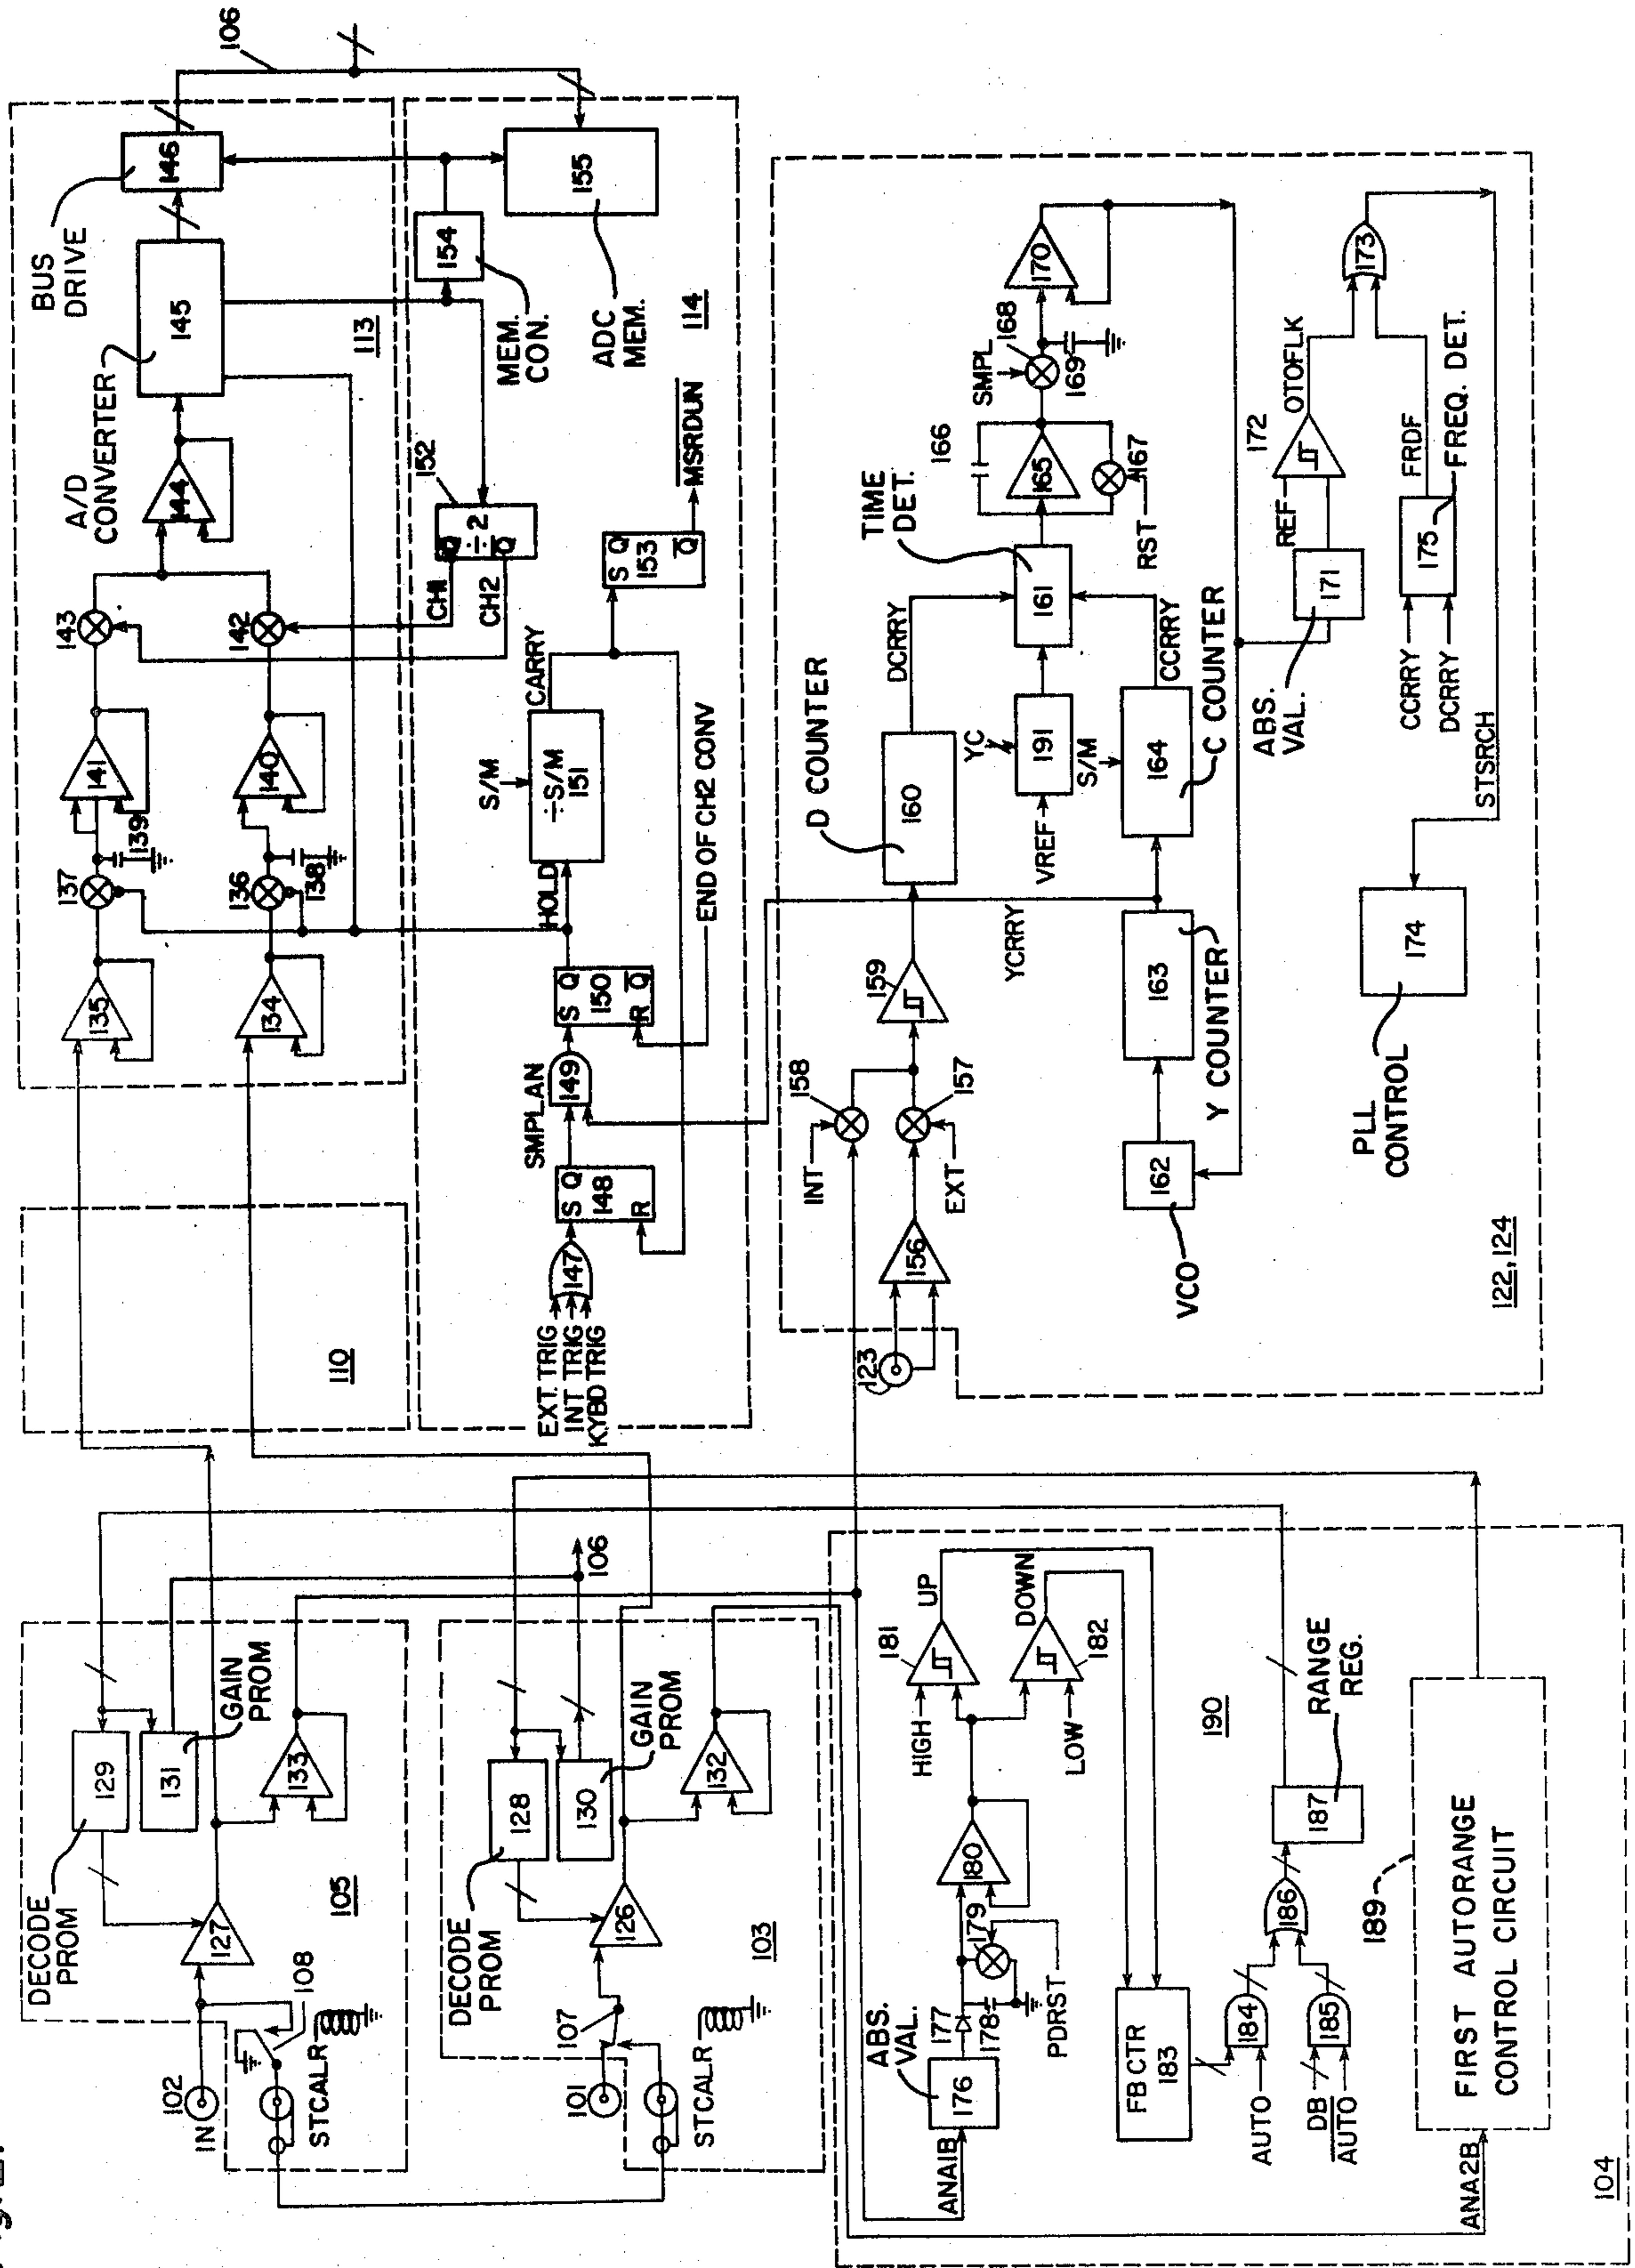 106
BUS
DRIVE
146
A/D
CONVERTER
145
113
144
143
142
141
139
140
137
136
138
135
134
154
MEM.
CON.
155
ADC
MEM.
114
152
Q
÷2
Q̅
CH1
CH2
S Q
153
Q̅
M̅S̅R̅D̅U̅N̅
CARRY
S/M
÷S/M
151
HOLD
END OF CH2 CONV
S Q
150
R Q̅
SMPLAN
149
S Q
148
R
147
EXT. TRIG
INT TRIG
KYBD TRIG
110
TIME
DET.
D COUNTER
DCRRY
160
161
166
165
167
RST
SMPL
168
169
170
YC
191
VREF
S/M
CCRRY
164
C COUNTER
YCRRY
159
158
INT
157
EXT
156
123
163
Y COUNTER
162
VCO
ABS.
VAL.
171
REF
172
OTOFLK
173
FRDF
175
FREQ. DET.
CCRRY
DCRRY
STSRCH
174
PLL
CONTROL
122, 124
DECODE
PROM
129
131
GAIN
PROM
133
127
105
108
102
IN
STCALR
106
DECODE
PROM
128
130
GAIN
PROM
132
126
103
107
101
STCALR
181
UP
HIGH
DOWN
182
LOW
180
179
177
178
PDRST
ABS.
VAL.
176
ANA1B
FB CTR
183
184
AUTO
185
DB
A̅U̅T̅O̅
186
187
RANGE
REG.
190
189
FIRST AUTORANGE
CONTROL CIRCUIT
ANA2B
104